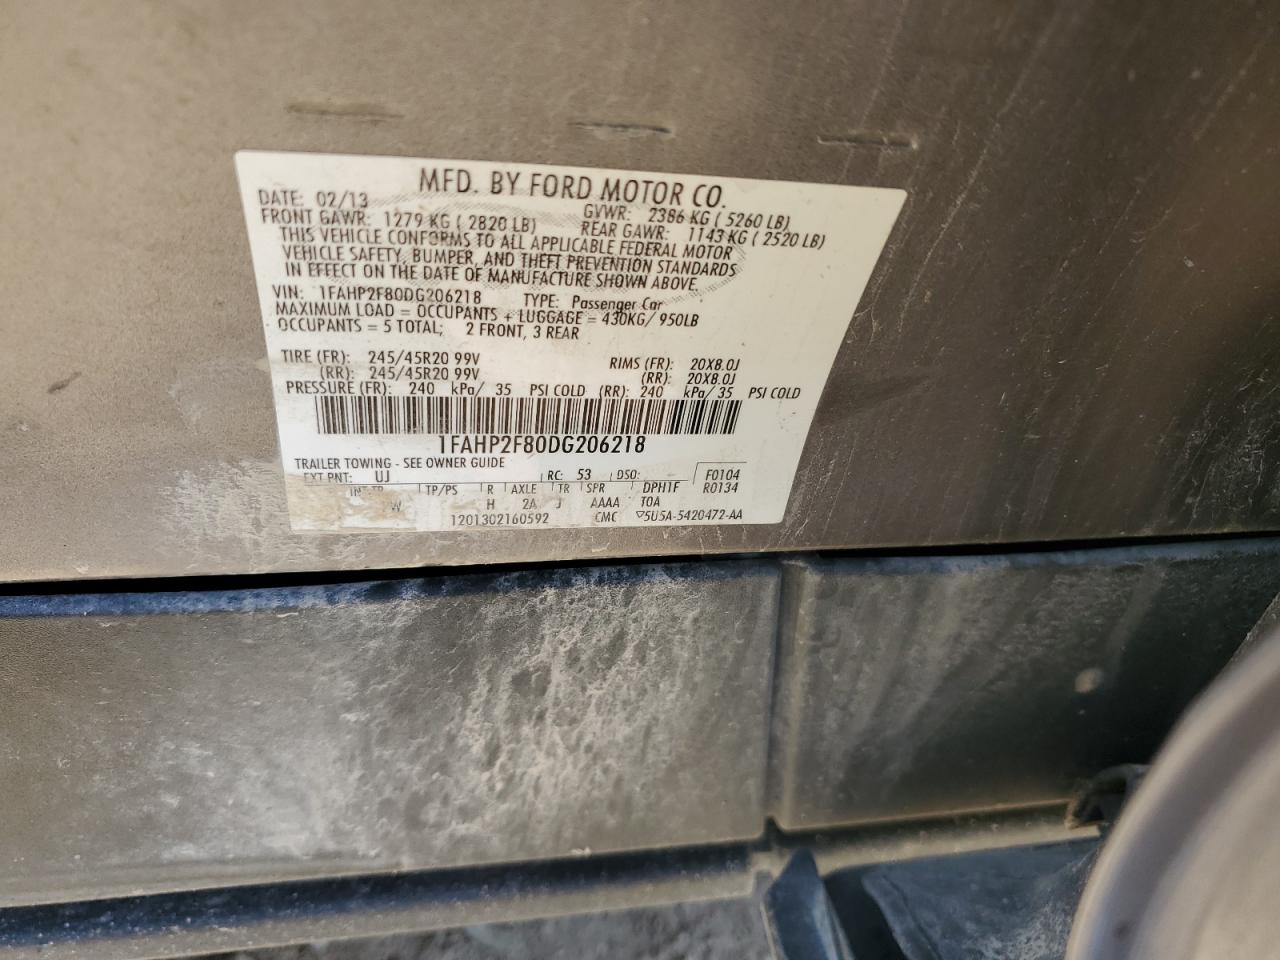 MFD. BY FORD MOTOR CO.
DATE: 02/13 GVWR: 2386 KG ( 5260 LB)
FRONT GAWR: 1279 KG ( 2820 LB) REAR GAWR: 1143 KG ( 2520 LB)
THIS VEHICLE CONFORMS TO ALL APPLICABLE FEDERAL MOTOR
VEHICLE SAFETY, BUMPER, AND THEFT PREVENTION STANDARDS
IN EFFECT ON THE DATE OF MANUFACTURE SHOWN ABOVE.
VIN: 1FAHP2F80DG206218 TYPE: Passenger Car
MAXIMUM LOAD = OCCUPANTS + LUGGAGE = 430KG/ 950LB
OCCUPANTS = 5 TOTAL; 2 FRONT, 3 REAR
TIRE (FR): 245/45R20 99V RIMS (FR): 20X8.0J
(RR): 245/45R20 99V (RR): 20X8.0J
PRESSURE (FR): 240 kPa/ 35 PSI COLD (RR): 240 kPa/ 35 PSI COLD
1FAHP2F80DG206218
TRAILER TOWING - SEE OWNER GUIDE
EXT PNT: UJ RC: 53 DSO: F0104
INT TR TP/PS R AXLE TR SPR DPH1F R0134
W H 2A J AAAA T0A
1201302160592 CMC ▽5U5A-5420472-AA